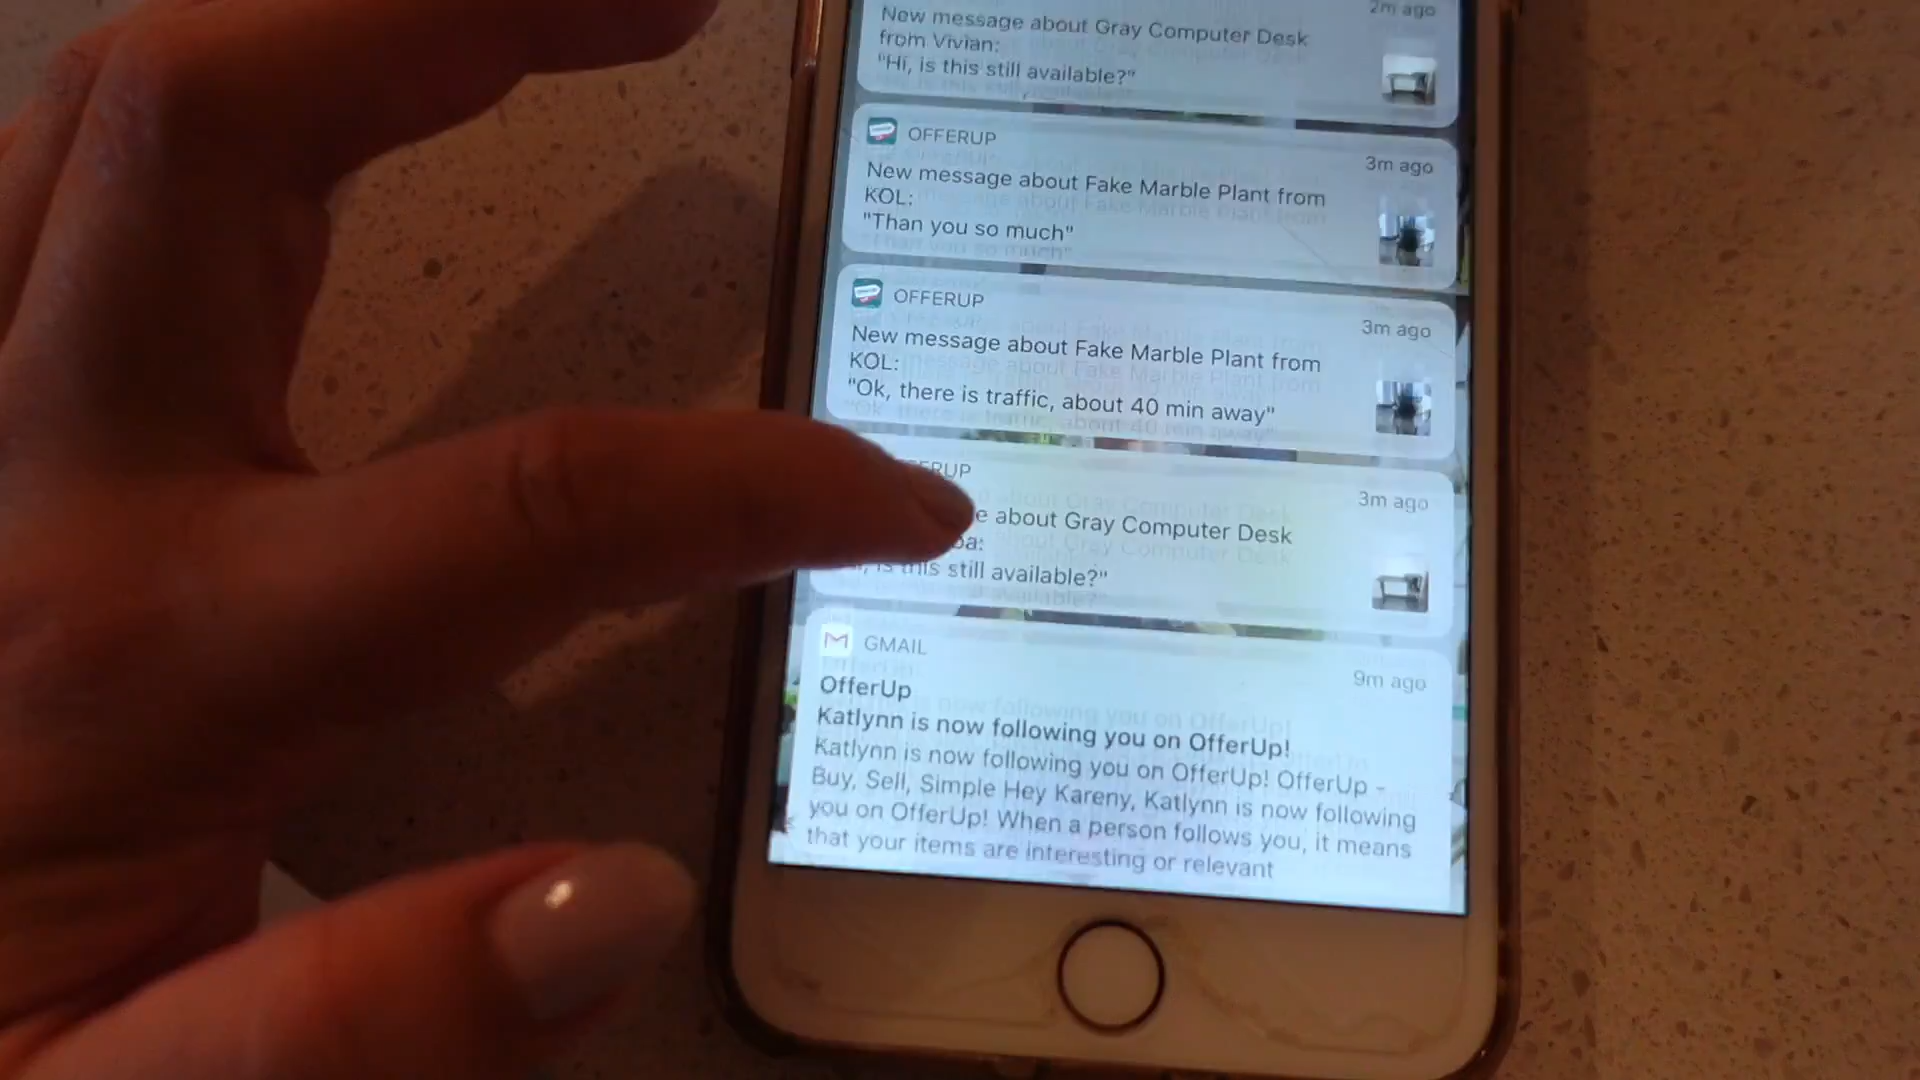 2m ago
New message about Gray Computer Desk
from Vivian:
"Hi, is this still available?"
OFFERUP
3m ago
New message about Fake Marble Plant from
KOL:
"Than you so much"
OFFERUP
3m ago
New message about Fake Marble Plant from
KOL:
"Ok, there is traffic, about 40 min away"
3m ago
about Gray Computer Desk
is this still available?"
GMAIL
9m ago
OfferUp
Katlynn is now following you on OfferUp!
Katlynn is now following you on OfferUp! OfferUp -
Buy, Sell, Simple Hey Kareny, Katlynn is now following
you on OfferUp! When a person follows you, it means
that your items are interesting or relevant